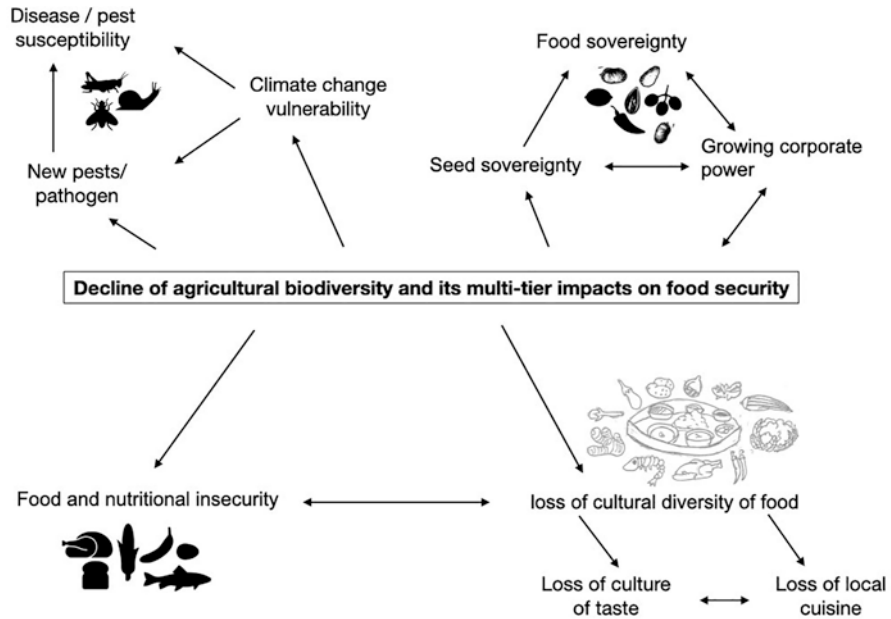 Disease / pest
susceptibility
Climate change
vulnerability
New pests/
pathogen
Food sovereignty
Seed sovereignty
Growing corporate
power
Decline of agricultural biodiversity and its multi-tier impacts on food security
Food and nutritional insecurity
loss of cultural diversity of food
Loss of culture
of taste
Loss of local
cuisine